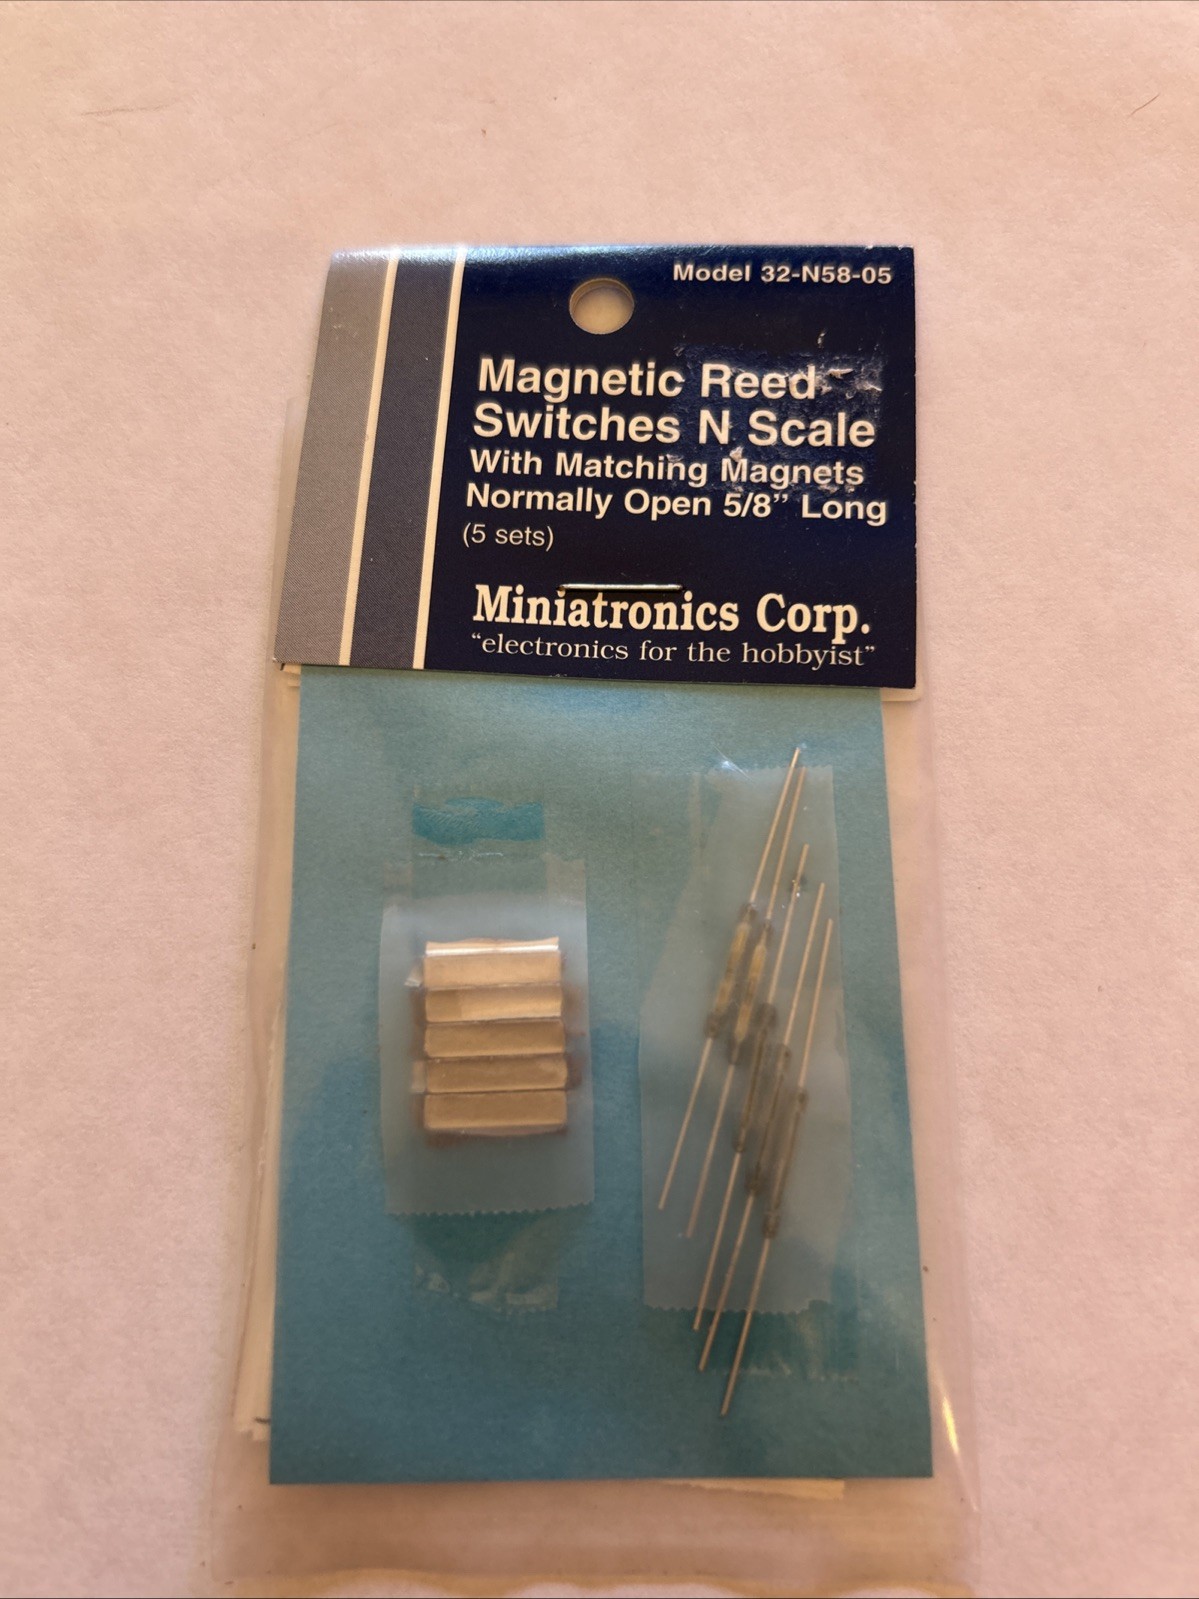 Model 32-N58-05
Magnetic Reed
Switches N Scale
With Matching Magnets
Normally Open 5/8” Long
(5 sets)
Miniatronics Corp.
“electronics for the hobbyist”